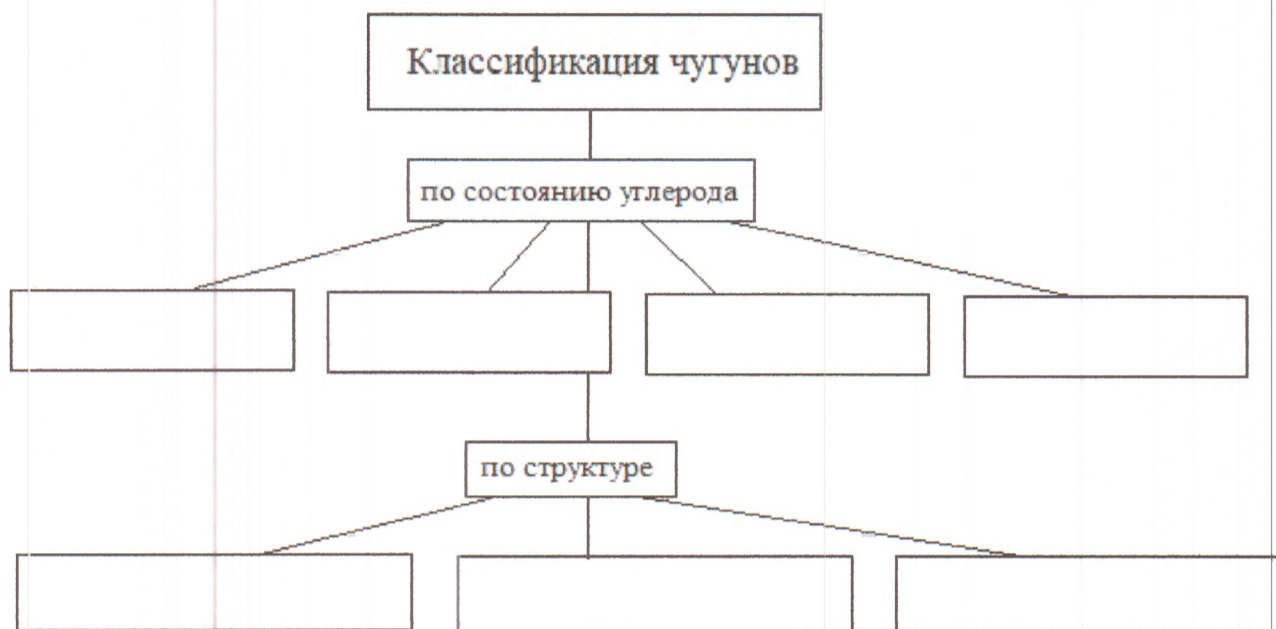 Классификация чугунов
по состоянию углерода
по структуре